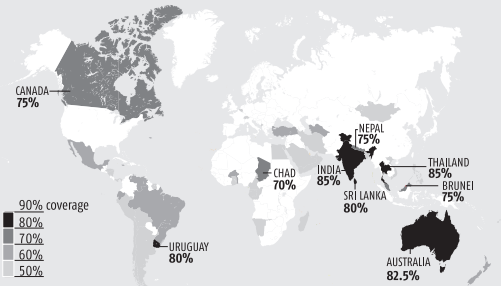 CANADA
75%
NEPAL
75%
INDIA
85%
THAILAND
85%
CHAD
70%
SRI LANKA
80%
BRUNEI
75%
90% coverage
80%
70%
60%
50%
URUGUAY
80%
AUSTRALIA
82.5%